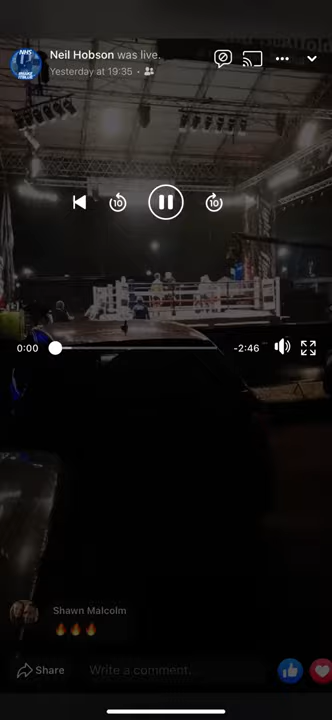 NHS
Neil Hobson was live.
Yesterday at 19:35 ·
10
10
0:00
-2:46
Shawn Malcolm
🔥🔥🔥
Share
Write a comment...